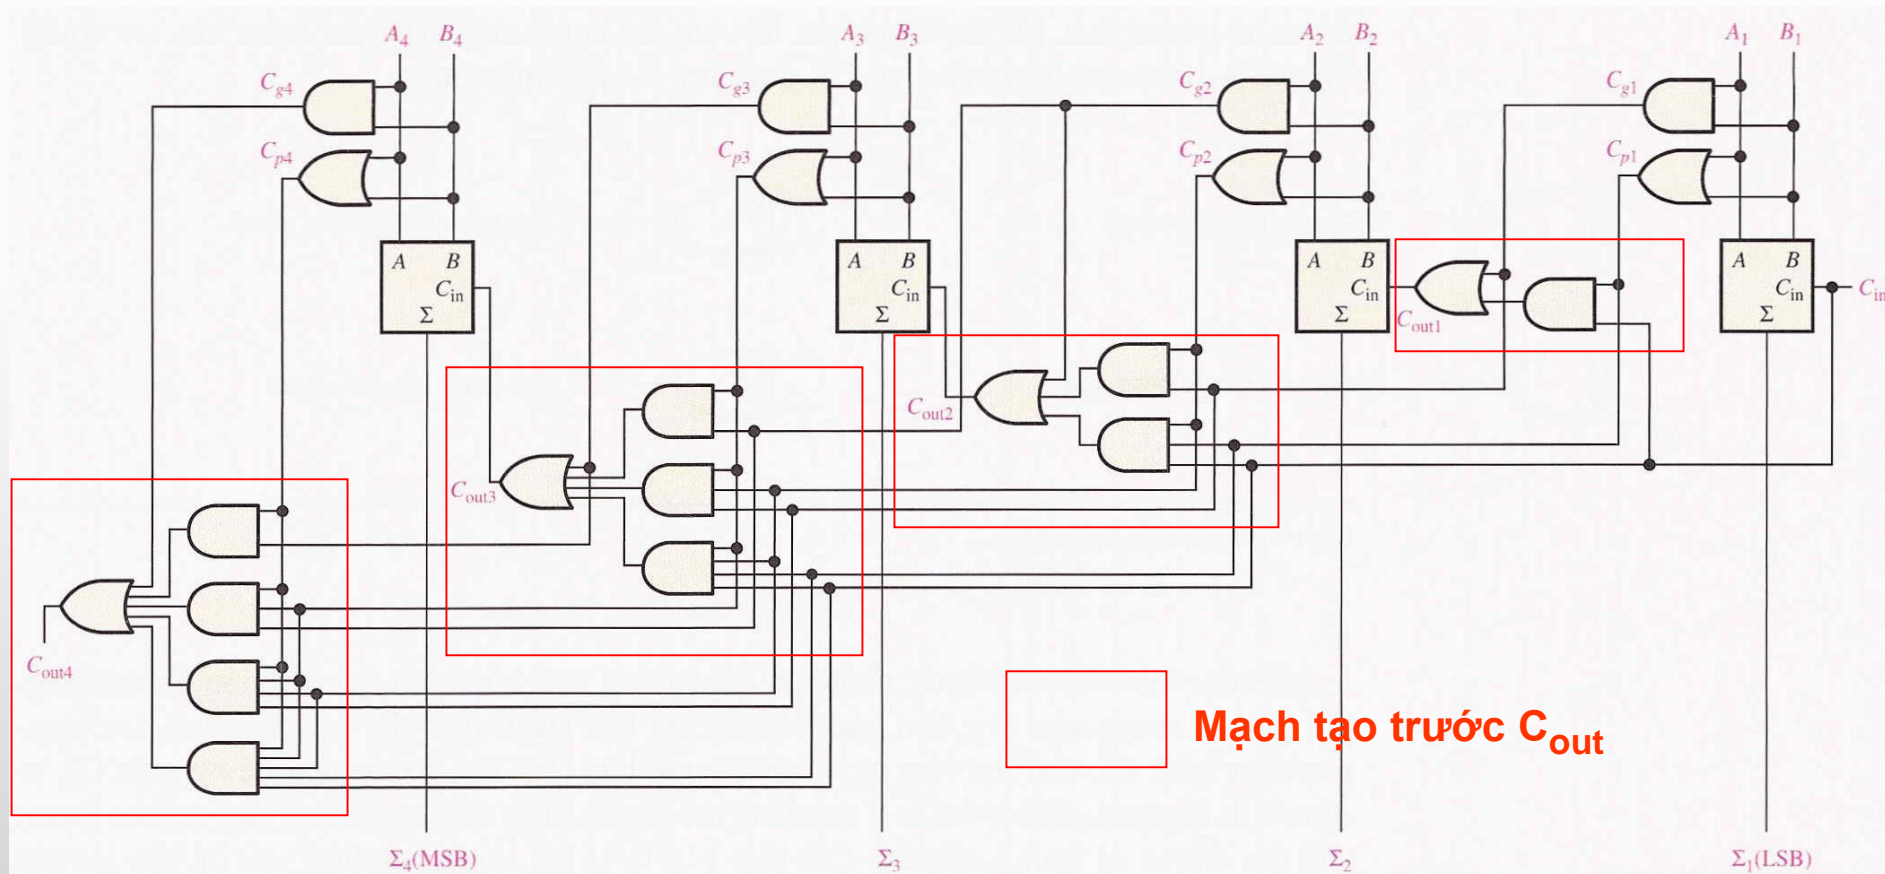 A4 B4 A3 B3 A2 B2 A1 B1
Cg4 Cg3 Cg2 Cg1
Cp4 Cp3 Cp2 Cp1
A B A B A B A B
Cin Cin Cin Cin Cin
Σ Σ Σ Σ
Cout1
Cout2
Cout3
Cout4
Mạch tạo trước Cout
Σ4(MSB) Σ3 Σ2 Σ1(LSB)